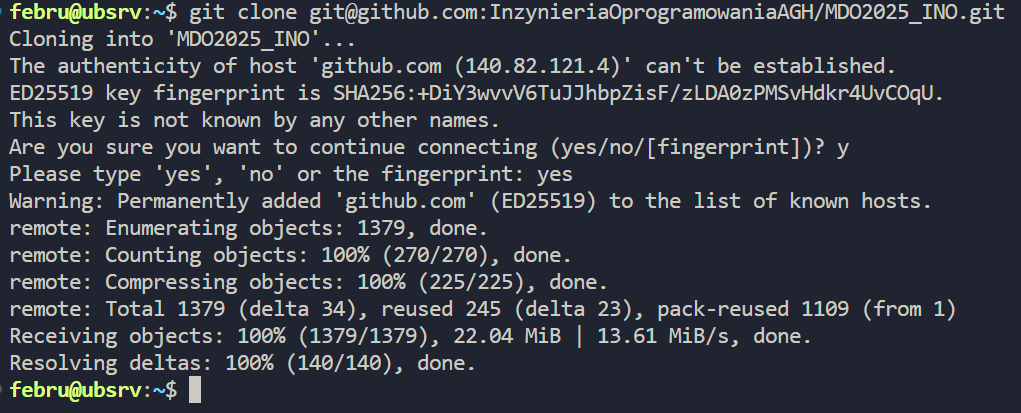 febru@ubsrv:~$ git clone git@github.com:InzynieriaOprogramowaniaAGH/MDO2025_INO.git
Cloning into 'MDO2025_INO'...
The authenticity of host 'github.com (140.82.121.4)' can't be established.
ED25519 key fingerprint is SHA256:+DiY3wvvV6TuJJhbpZisF/zLDA0zPMSvHdkr4UvCOqU.
This key is not known by any other names.
Are you sure you want to continue connecting (yes/no/[fingerprint])? y
Please type 'yes', 'no' or the fingerprint: yes
Warning: Permanently added 'github.com' (ED25519) to the list of known hosts.
remote: Enumerating objects: 1379, done.
remote: Counting objects: 100% (270/270), done.
remote: Compressing objects: 100% (225/225), done.
remote: Total 1379 (delta 34), reused 245 (delta 23), pack-reused 1109 (from 1)
Receiving objects: 100% (1379/1379), 22.04 MiB | 13.61 MiB/s, done.
Resolving deltas: 100% (140/140), done.
febru@ubsrv:~$